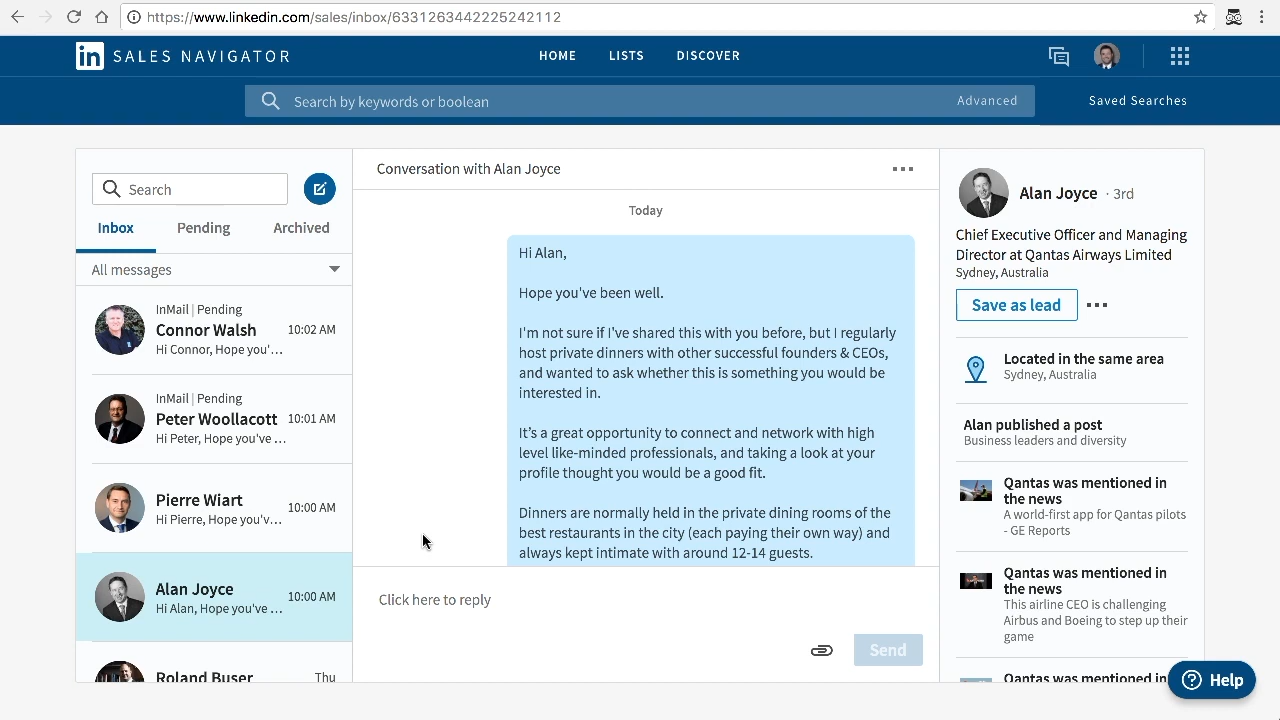 https://www.linkedin.com/sales/inbox/6331263442225242112
in SALES NAVIGATOR
HOME
LISTS
DISCOVER
Search by keywords or boolean
Advanced
Saved Searches
Search
Inbox
Pending
Archived
All messages
InMail | Pending
Connor Walsh
10:02 AM
Hi Connor, Hope you'...
InMail | Pending
Peter Woollacott
10:01 AM
Hi Peter, Hope you've ...
Pierre Wiart
10:00 AM
Hi Pierre, Hope you'v...
Alan Joyce
10:00 AM
Hi Alan, Hope you've ...
Roland Buser
Thu
Conversation with Alan Joyce
Today
Hi Alan,
Hope you've been well.
I'm not sure if I've shared this with you before, but I regularly
host private dinners with other successful founders & CEOs,
and wanted to ask whether this is something you would be
interested in.
It's a great opportunity to connect and network with high
level like-minded professionals, and taking a look at your
profile thought you would be a good fit.
Dinners are normally held in the private dining rooms of the
best restaurants in the city (each paying their own way) and
always kept intimate with around 12-14 guests.
Click here to reply
Send
Alan Joyce · 3rd
Chief Executive Officer and Managing
Director at Qantas Airways Limited
Sydney, Australia
Save as lead
Located in the same area
Sydney, Australia
Alan published a post
Business leaders and diversity
Qantas was mentioned in
the news
A world-first app for Qantas pilots
- GE Reports
Qantas was mentioned in
the news
This airline CEO is challenging
Airbus and Boeing to step up their
game
Qantas was mentioned in
Help